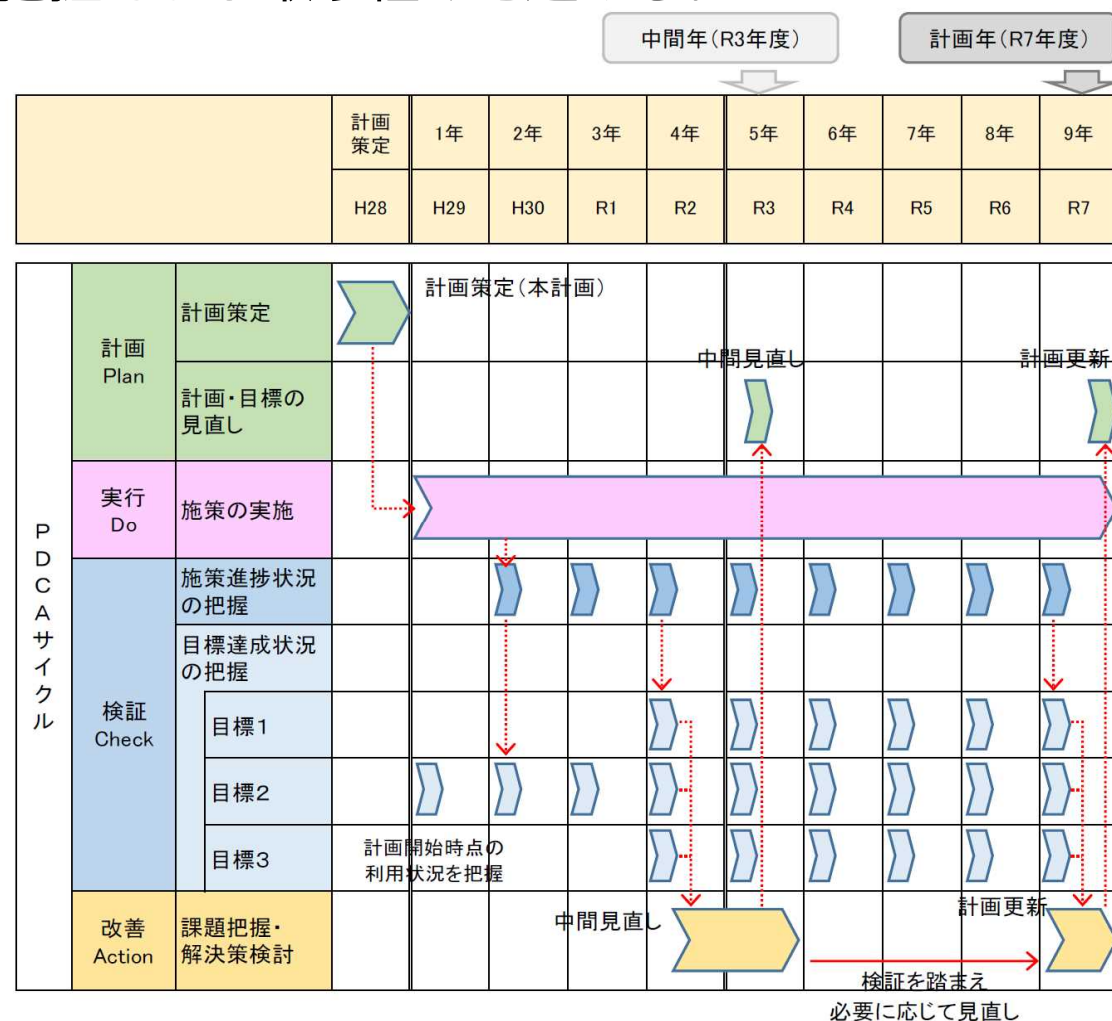 中間年(R3年度)
計画年(R7年度)
計画
策定
1年
2年
3年
4年
5年
6年
7年
8年
9年
H28
H29
H30
R1
R2
R3
R4
R5
R6
R7
PDCAサイクル
計画
Plan
計画策定
計画策定(本計画)
計画・目標の
見直し
中間見直し
計画更新
実行
Do
施策の実施
検証
Check
施策進捗状況
の把握
目標達成状況
の把握
目標1
目標2
目標3
計画開始時点の
利用状況を把握
改善
Action
課題把握・
解決策検討
中間見直し
計画更新
検証を踏まえ
必要に応じて見直し